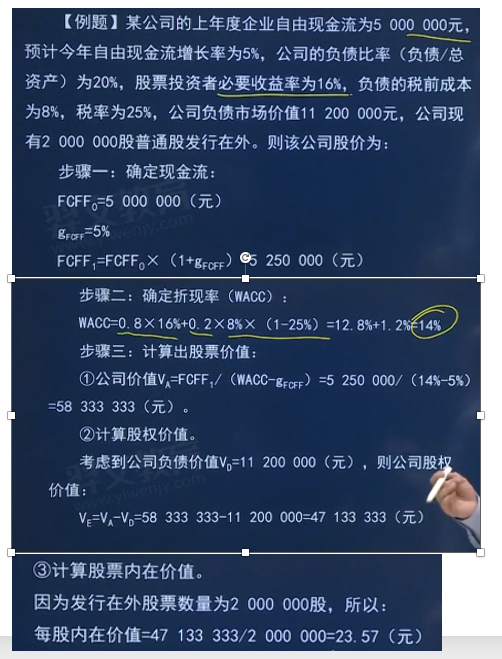 【例题】某公司的上年度企业自由现金流为5 000 000元，
预计今年自由现金流增长率为5%，公司的负债比率（负债/总
资产）为20%，股票投资者必要收益率为16%，负债的税前成本
为8%，税率为25%，公司负债市场价值11 200 000元，公司现
有2 000 000股普通股发行在外。则该公司股价为：
步骤一：确定现金流：
FCFF₀=5 000 000（元）
g_FCFF=5%
FCFF₁=FCFF₀×（1+g_FCFF）=5 250 000（元）
步骤二：确定折现率（WACC）：
WACC=0.8×16%+0.2×8%×（1-25%）=12.8%+1.2%=14%
步骤三：计算出股票价值：
①公司价值V_A=FCFF₁/（WACC-g_FCFF）=5 250 000/（14%-5%）
=58 333 333（元）。
②计算股权价值。
考虑到公司负债价值V_D=11 200 000（元），则公司股权
价值：
V_E=V_A-V_D=58 333 333-11 200 000=47 133 333（元）
③计算股票内在价值。
因为发行在外股票数量为2 000 000股，所以：
每股内在价值=47 133 333/2 000 000=23.57（元）